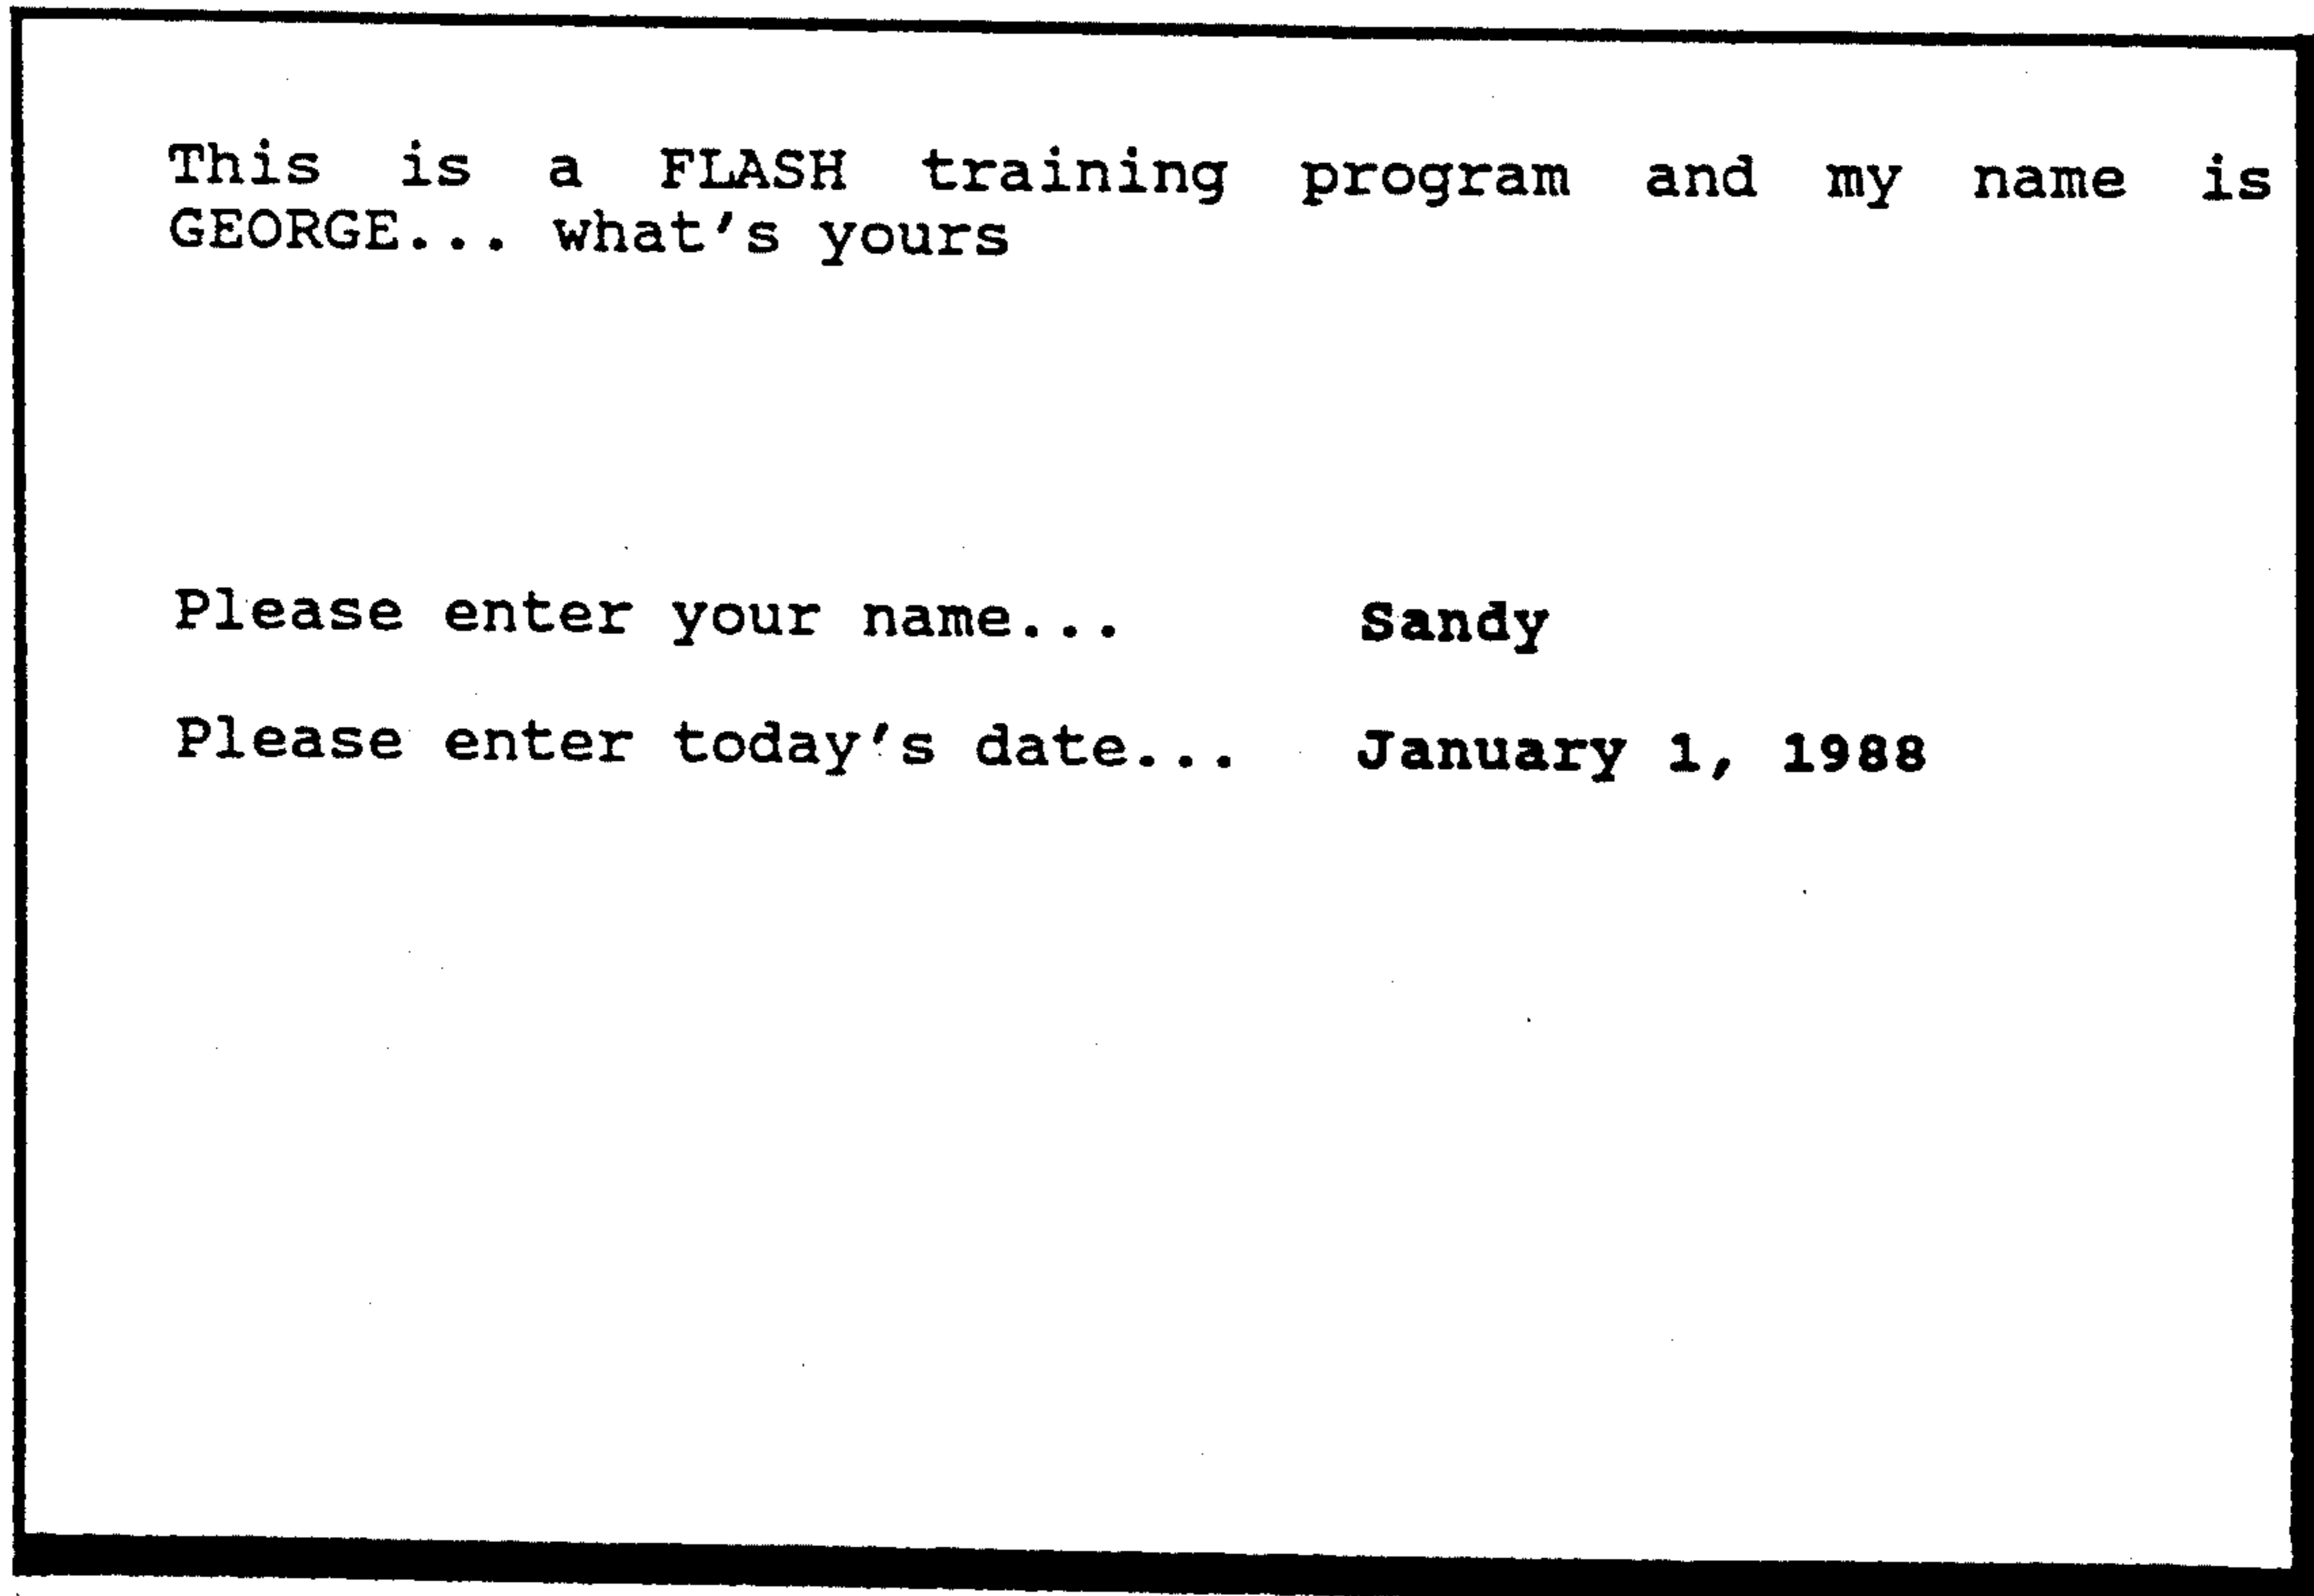 This is a FLASH training program and my name is
GEORGE... what's yours
Please enter your name... Sandy
Please enter today's date... January 1, 1988